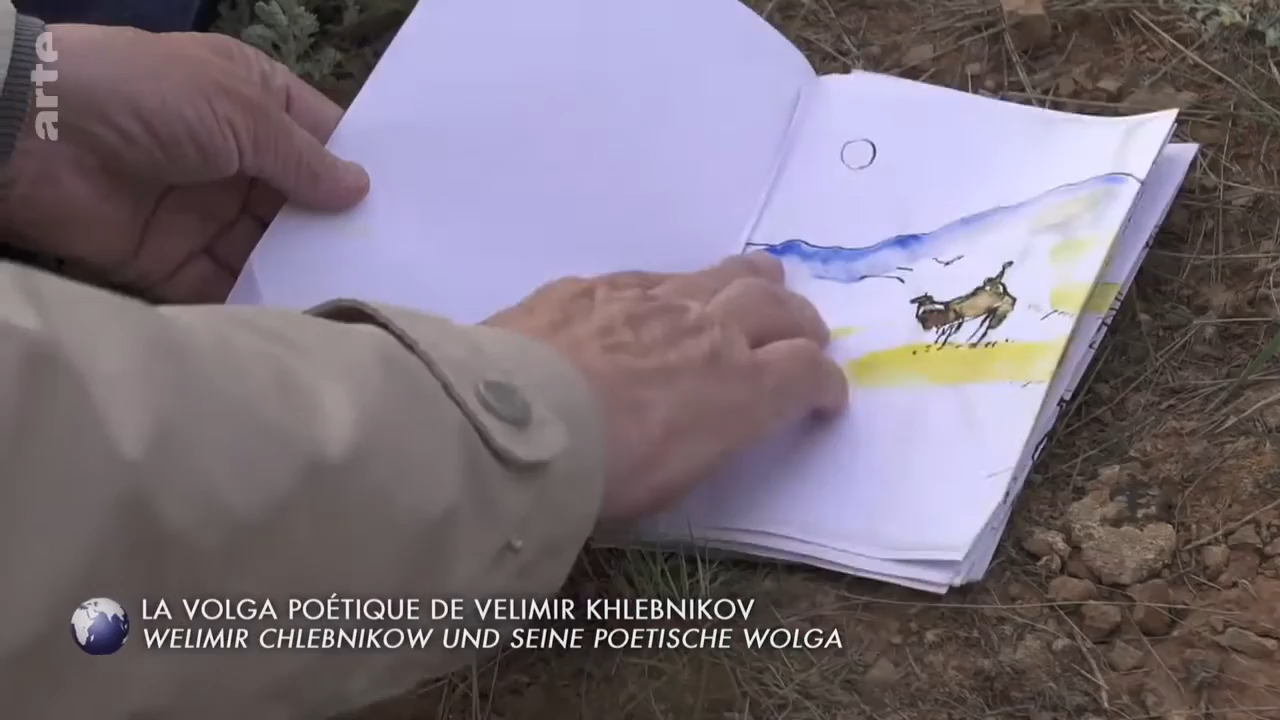 arte
LA VOLGA POÉTIQUE DE VELIMIR KHLEBNIKOV
WELIMIR CHLEBNIKOW UND SEINE POETISCHE WOLGA